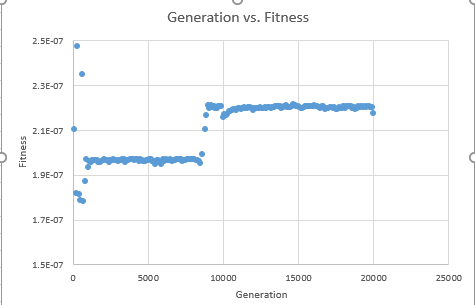 Generation vs. Fitness
2.5E-07
2.3E-07
2.1E-07
1.9E-07
1.7E-07
1.5E-07
Fitness
0 5000 10000 15000 20000 25000
Generation